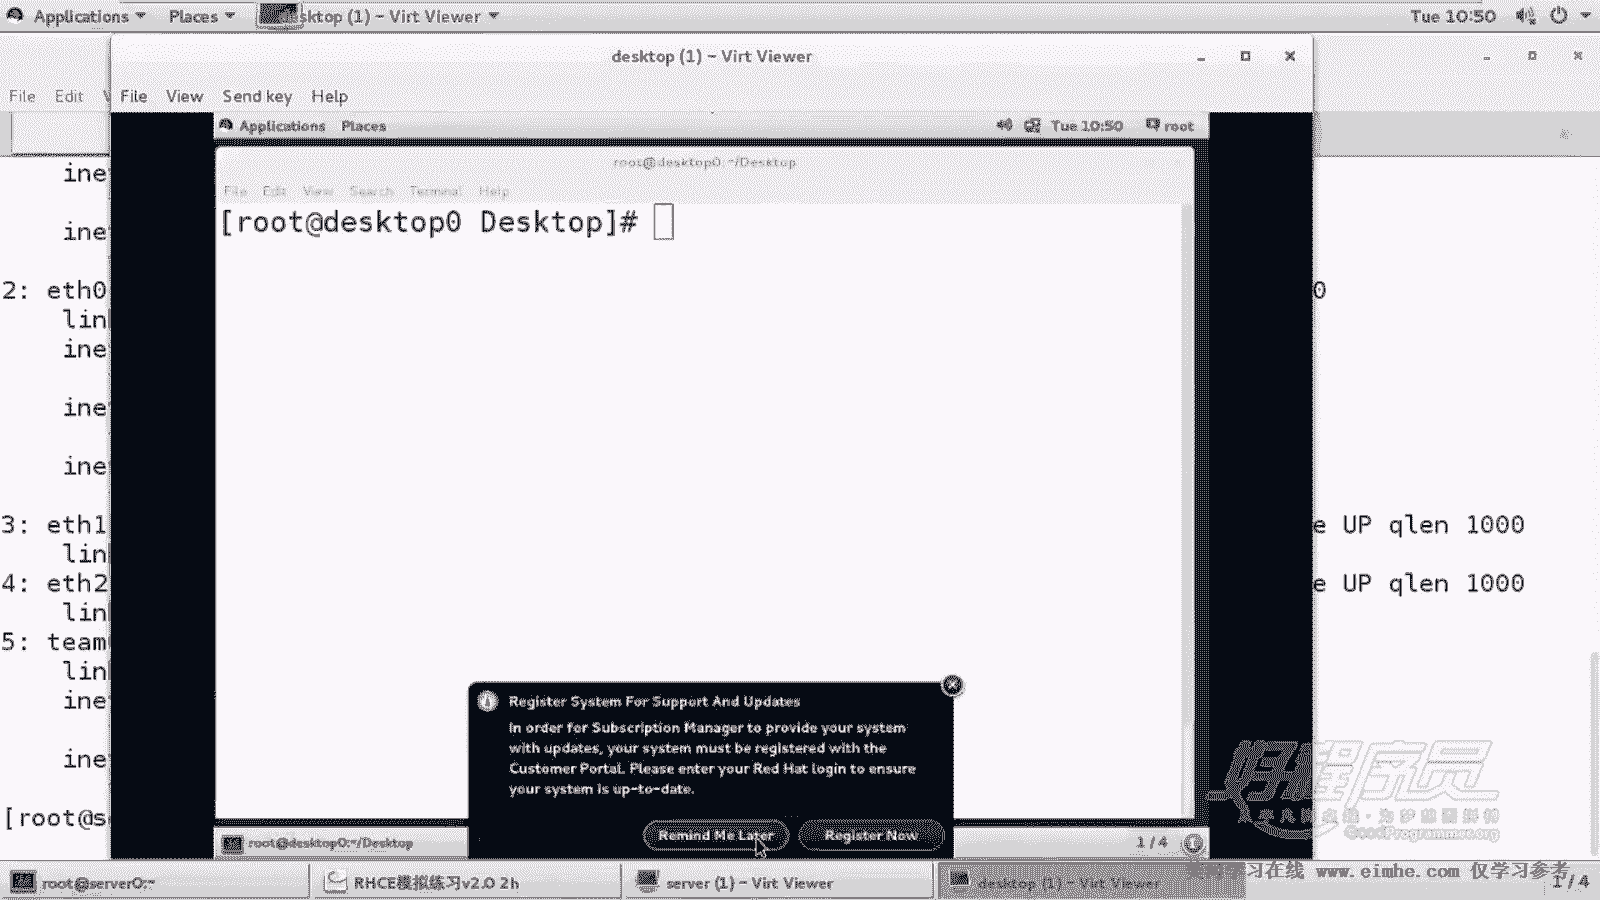 Applications Places desktop (1) - Virt Viewer Tue 10:50
desktop (1) - Virt Viewer
File Edit
File View Send key Help
Applications Places Tue 10:50 root
root@desktop0:~/Desktop
File Edit View Search Terminal Help
[root@desktop0 Desktop]#
ine
ine
2: eth0 0
lin
ine
ine
ine
3: eth1 e UP qlen 1000
lin
4: eth2 e UP qlen 1000
lin
5: team
lin
ine
ine
[root@s
Register System For Support And Updates
In order for Subscription Manager to provide your system
with updates, your system must be registered with the
Customer Portal. Please enter your Red Hat login to ensure
your system is up-to-date.
Remind Me Later Register Now
root@desktop0:~/Desktop 1 / 4
好程序员
GoodProgrammer.org
root@server0:~ RHCE模拟练习v2.0 2h server (1) - Virt Viewer desktop (1) - Virt Viewer 1 / 4
学习在线 www.eimhe.com 仅学习参考